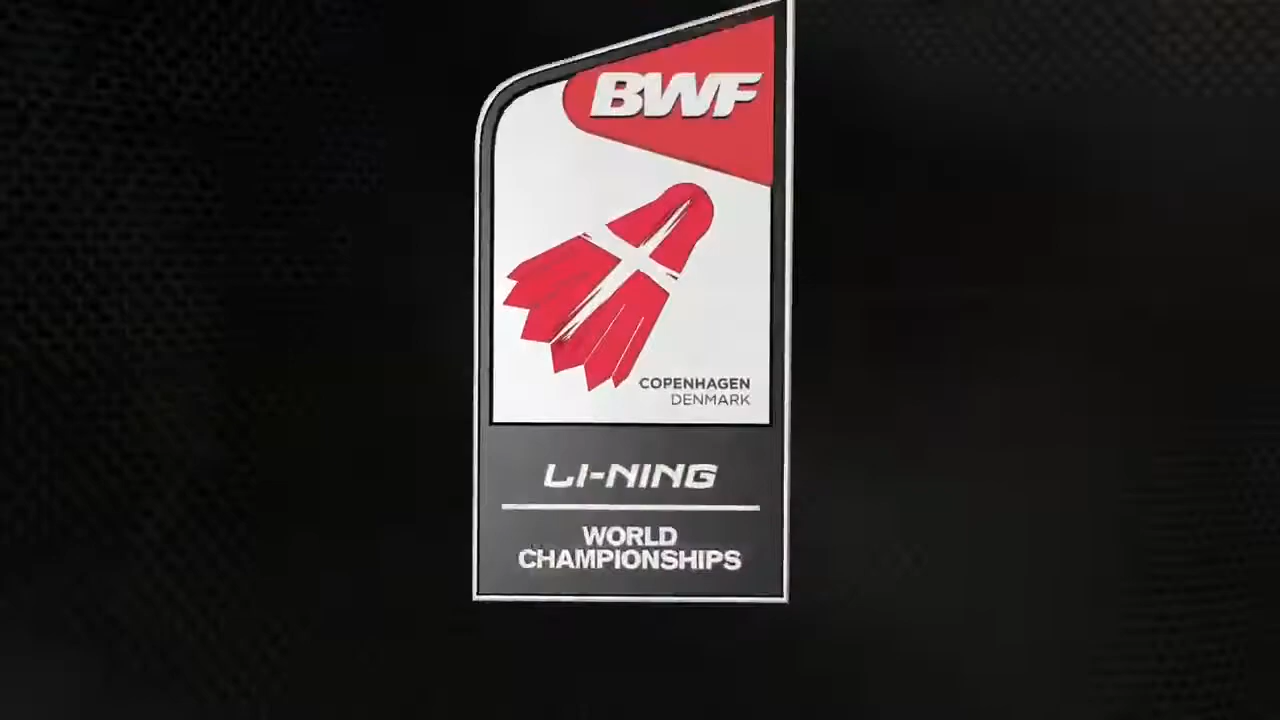 BWF
COPENHAGEN
DENMARK
LI-NING
WORLD
CHAMPIONSHIPS